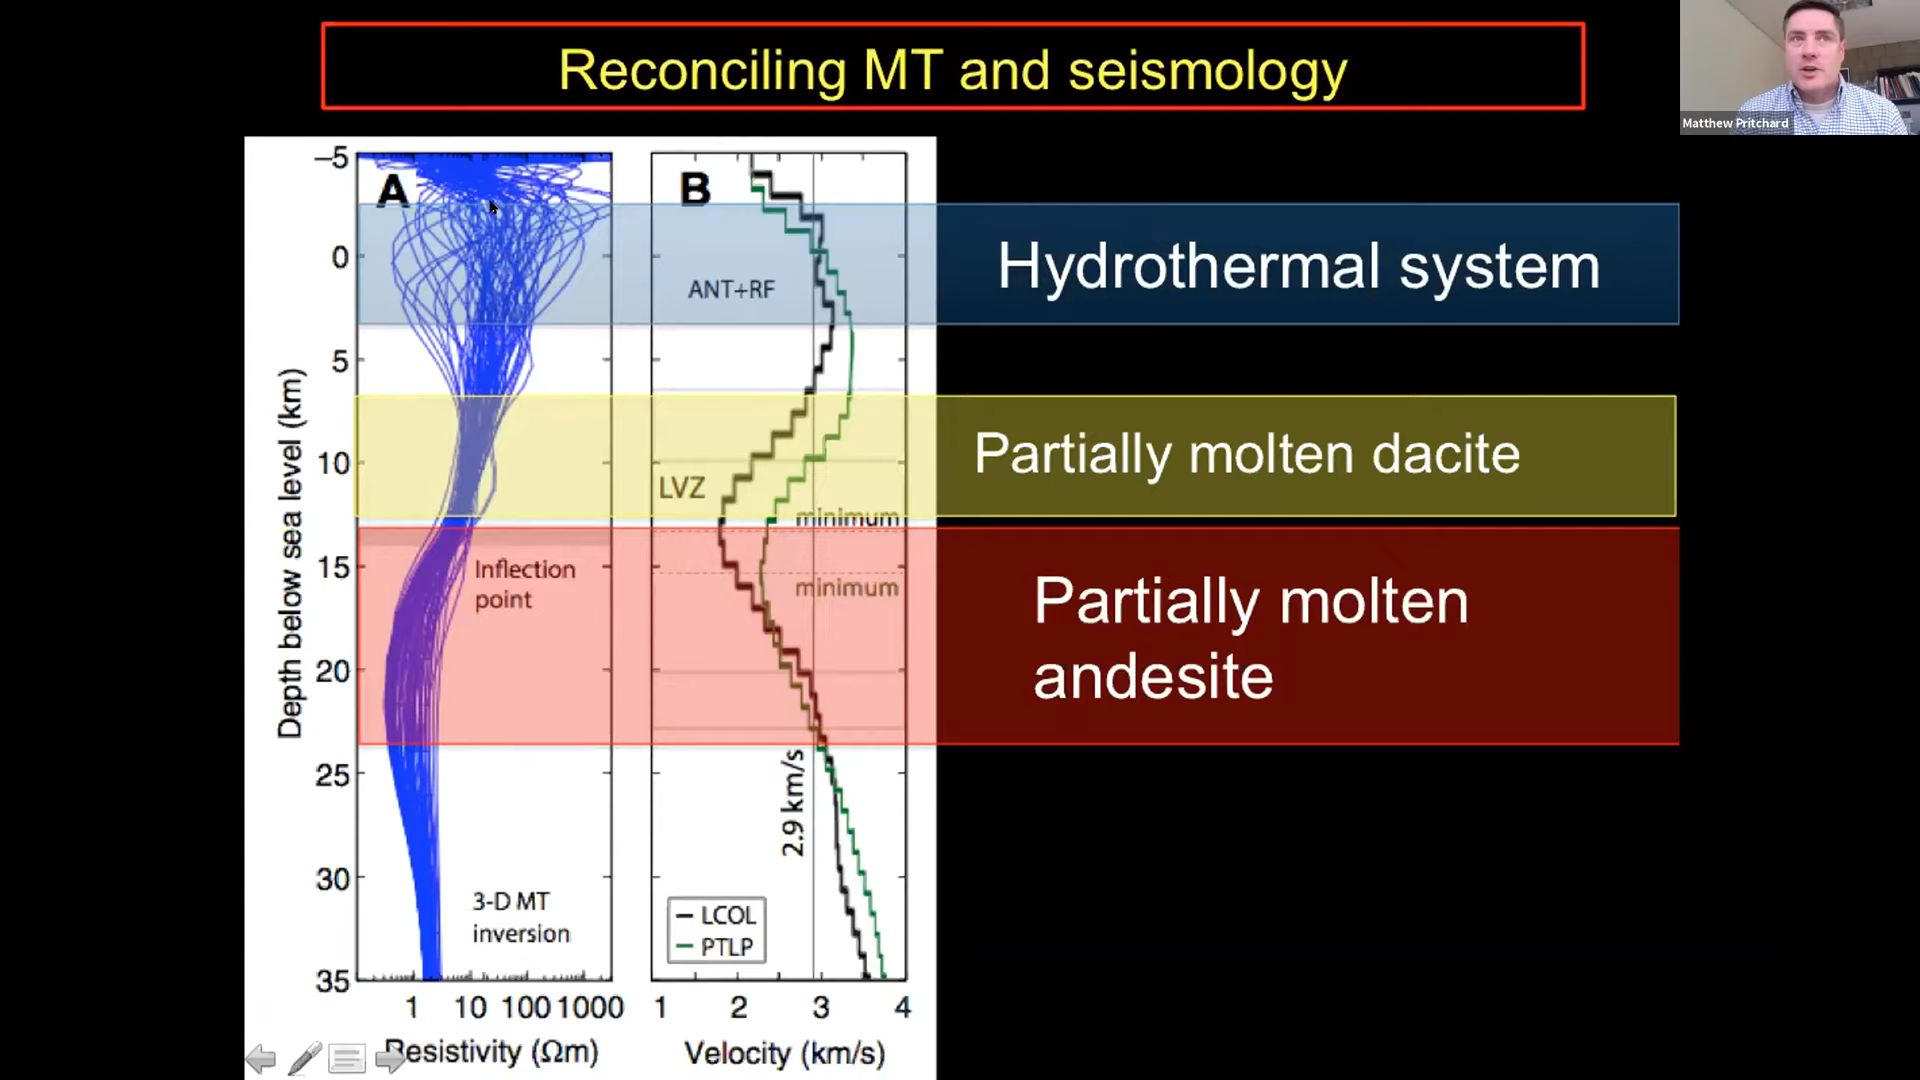 Reconciling MT and seismology
Matthew Pritchard
A
B
ANT+RF
LVZ
minimum
minimum
Inflection
point
2.9 km/s
3-D MT
inversion
LCOL
PTLP
Depth below sea level (km)
–5
0
5
10
15
20
25
30
35
1 10 100 1000
Resistivity (Ωm)
1 2 3 4
Velocity (km/s)
Hydrothermal system
Partially molten dacite
Partially molten
andesite